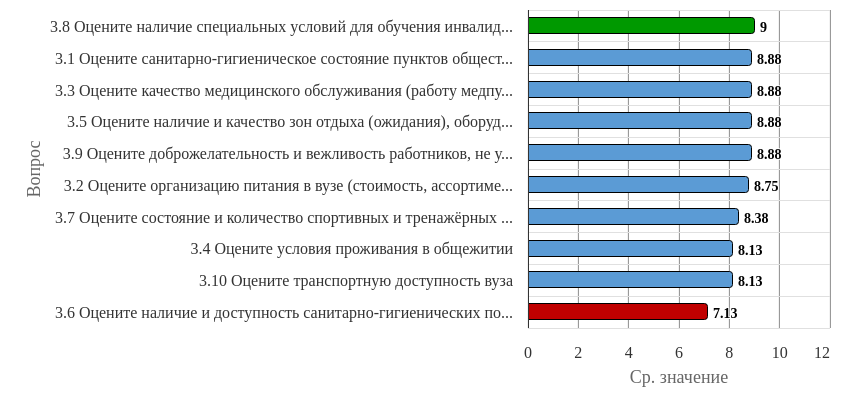 3.8 Оцените наличие специальных условий для обучения инвалид... 9
3.1 Оцените санитарно-гигиеническое состояние пунктов общест... 8.88
3.3 Оцените качество медицинского обслуживания (работу медпу... 8.88
3.5 Оцените наличие и качество зон отдыха (ожидания), оборуд... 8.88
3.9 Оцените доброжелательность и вежливость работников, не у... 8.88
3.2 Оцените организацию питания в вузе (стоимость, ассортиме... 8.75
3.7 Оцените состояние и количество спортивных и тренажёрных ... 8.38
3.4 Оцените условия проживания в общежитии 8.13
3.10 Оцените транспортную доступность вуза 8.13
3.6 Оцените наличие и доступность санитарно-гигиенических по... 7.13
Вопрос
0 2 4 6 8 10 12
Ср. значение